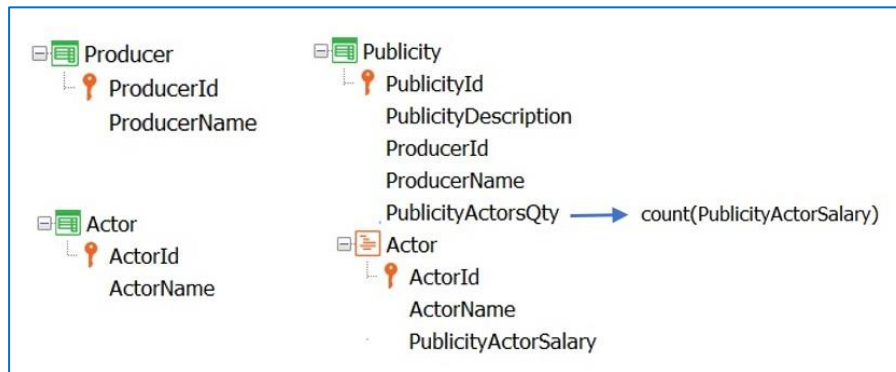 Producer
ProducerId
ProducerName
Actor
ActorId
ActorName
Publicity
PublicityId
PublicityDescription
ProducerId
ProducerName
PublicityActorsQty count(PublicityActorSalary)
Actor
ActorId
ActorName
PublicityActorSalary